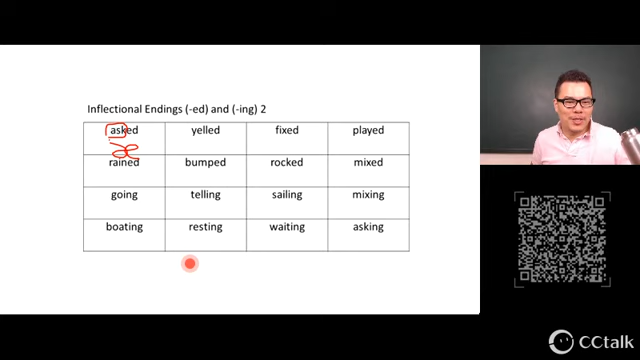 Inflectional Endings (-ed) and (-ing) 2
asked yelled fixed played
æ
rained bumped rocked mixed
going telling sailing mixing
boating resting waiting asking
CCtalk